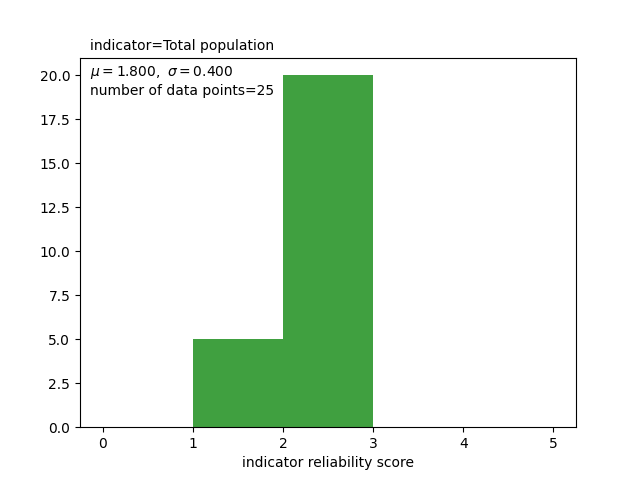 indicator=Total population
μ = 1.800, σ = 0.400
number of data points=25
20.0
17.5
15.0
12.5
10.0
7.5
5.0
2.5
0.0
0 1 2 3 4 5
indicator reliability score